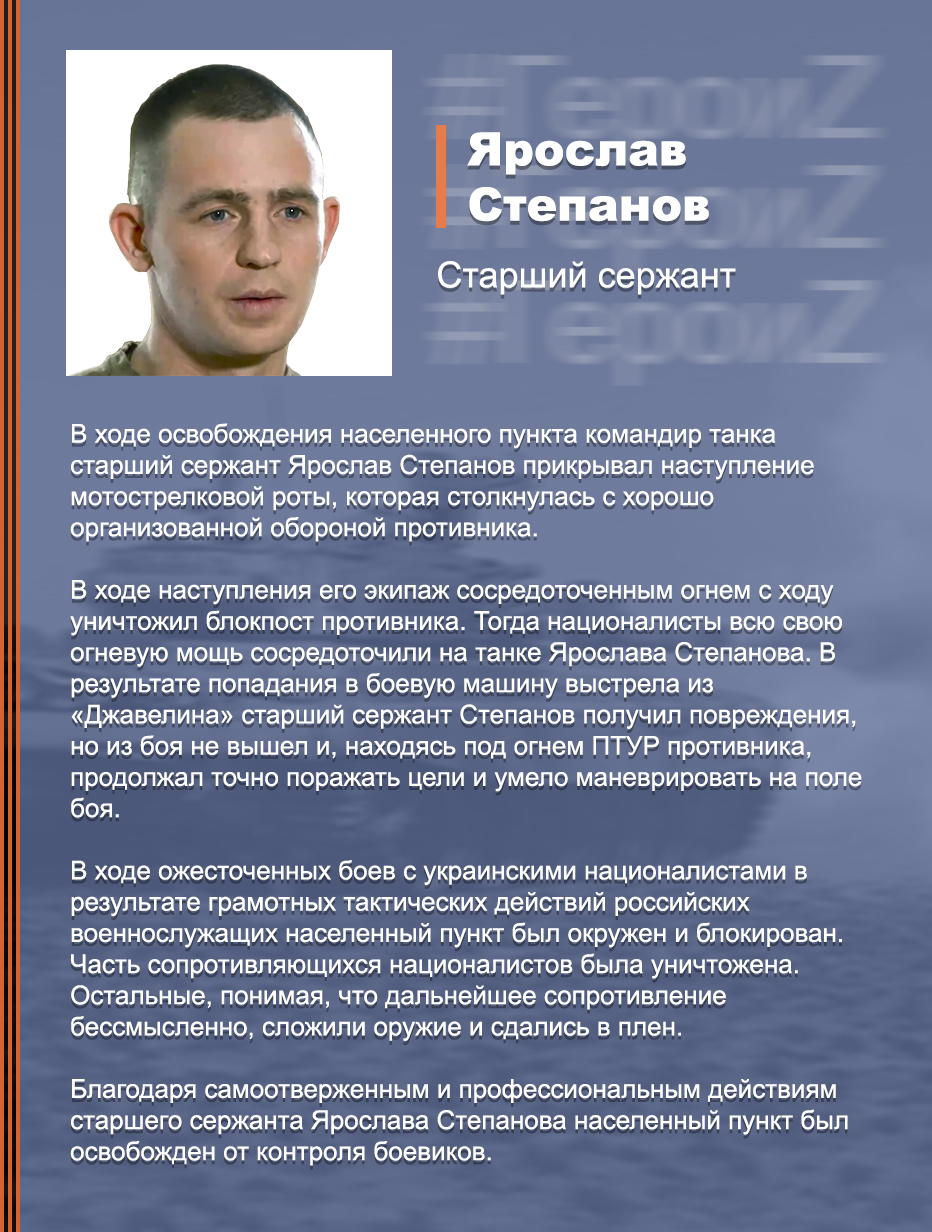 #ГероиZ
Ярослав
#ГероиZ
Степанов
Старший сержант
#ГероиZ
В ходе освобождения населенного пункта командир танка
старший сержант Ярослав Степанов прикрывал наступление
мотострелковой роты, которая столкнулась с хорошо
организованной обороной противника.
В ходе наступления его экипаж сосредоточенным огнем с ходу
уничтожил блокпост противника. Тогда националисты всю свою
огневую мощь сосредоточили на танке Ярослава Степанова. В
результате попадания в боевую машину выстрела из
«Джавелина» старший сержант Степанов получил повреждения,
но из боя не вышел и, находясь под огнем ПТУР противника,
продолжал точно поражать цели и умело маневрировать на поле
боя.
В ходе ожесточенных боев с украинскими националистами в
результате грамотных тактических действий российских
военнослужащих населенный пункт был окружен и блокирован.
Часть сопротивляющихся националистов была уничтожена.
Остальные, понимая, что дальнейшее сопротивление
бессмысленно, сложили оружие и сдались в плен.
Благодаря самоотверженным и профессиональным действиям
старшего сержанта Ярослава Степанова населенный пункт был
освобожден от контроля боевиков.